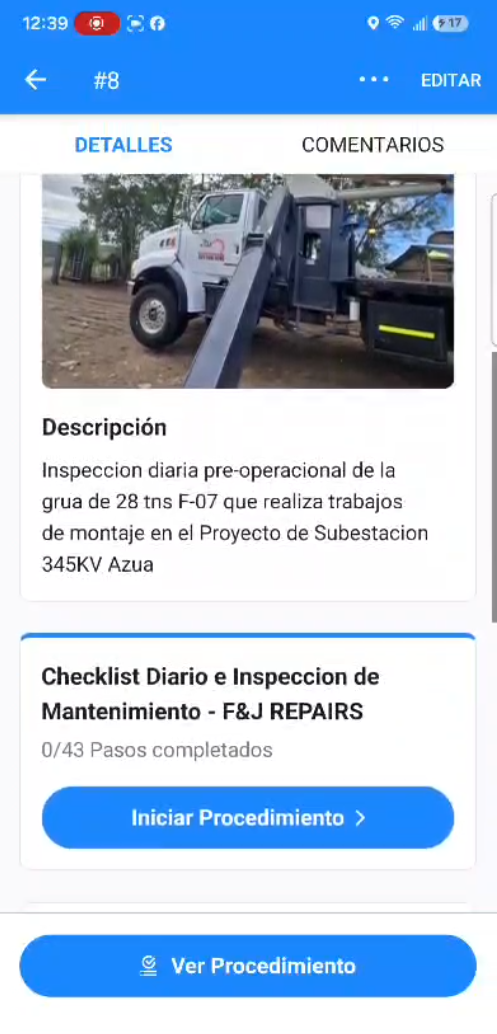 12:39
17
#8
EDITAR
DETALLES
COMENTARIOS
Descripción
Inspeccion diaria pre-operacional de la
grua de 28 tns F-07 que realiza trabajos
de montaje en el Proyecto de Subestacion
345KV Azua
Checklist Diario e Inspeccion de
Mantenimiento - F&J REPAIRS
0/43 Pasos completados
Iniciar Procedimiento
Ver Procedimiento